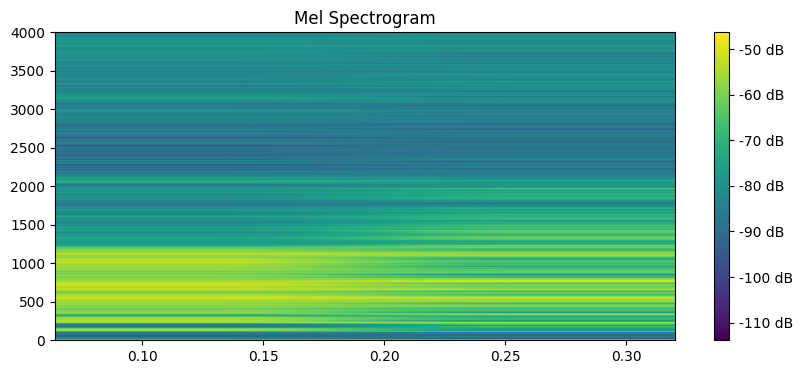 Mel Spectrogram
4000
3500
3000
2500
2000
1500
1000
500
0
0.10 0.15 0.20 0.25 0.30
-50 dB
-60 dB
-70 dB
-80 dB
-90 dB
-100 dB
-110 dB